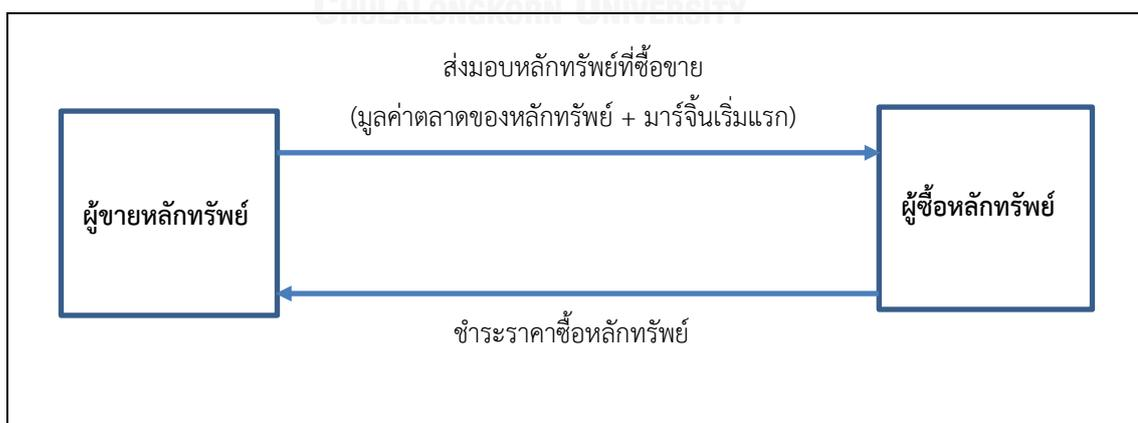 CHULALONGKORN UNIVERSITY
ส่งมอบหลักทรัพย์ที่ซื้อขาย
(มูลค่าตลาดของหลักทรัพย์ + มาร์จิ้นเริ่มแรก)
ผู้ขายหลักทรัพย์
ผู้ซื้อหลักทรัพย์
ชำระราคาซื้อหลักทรัพย์